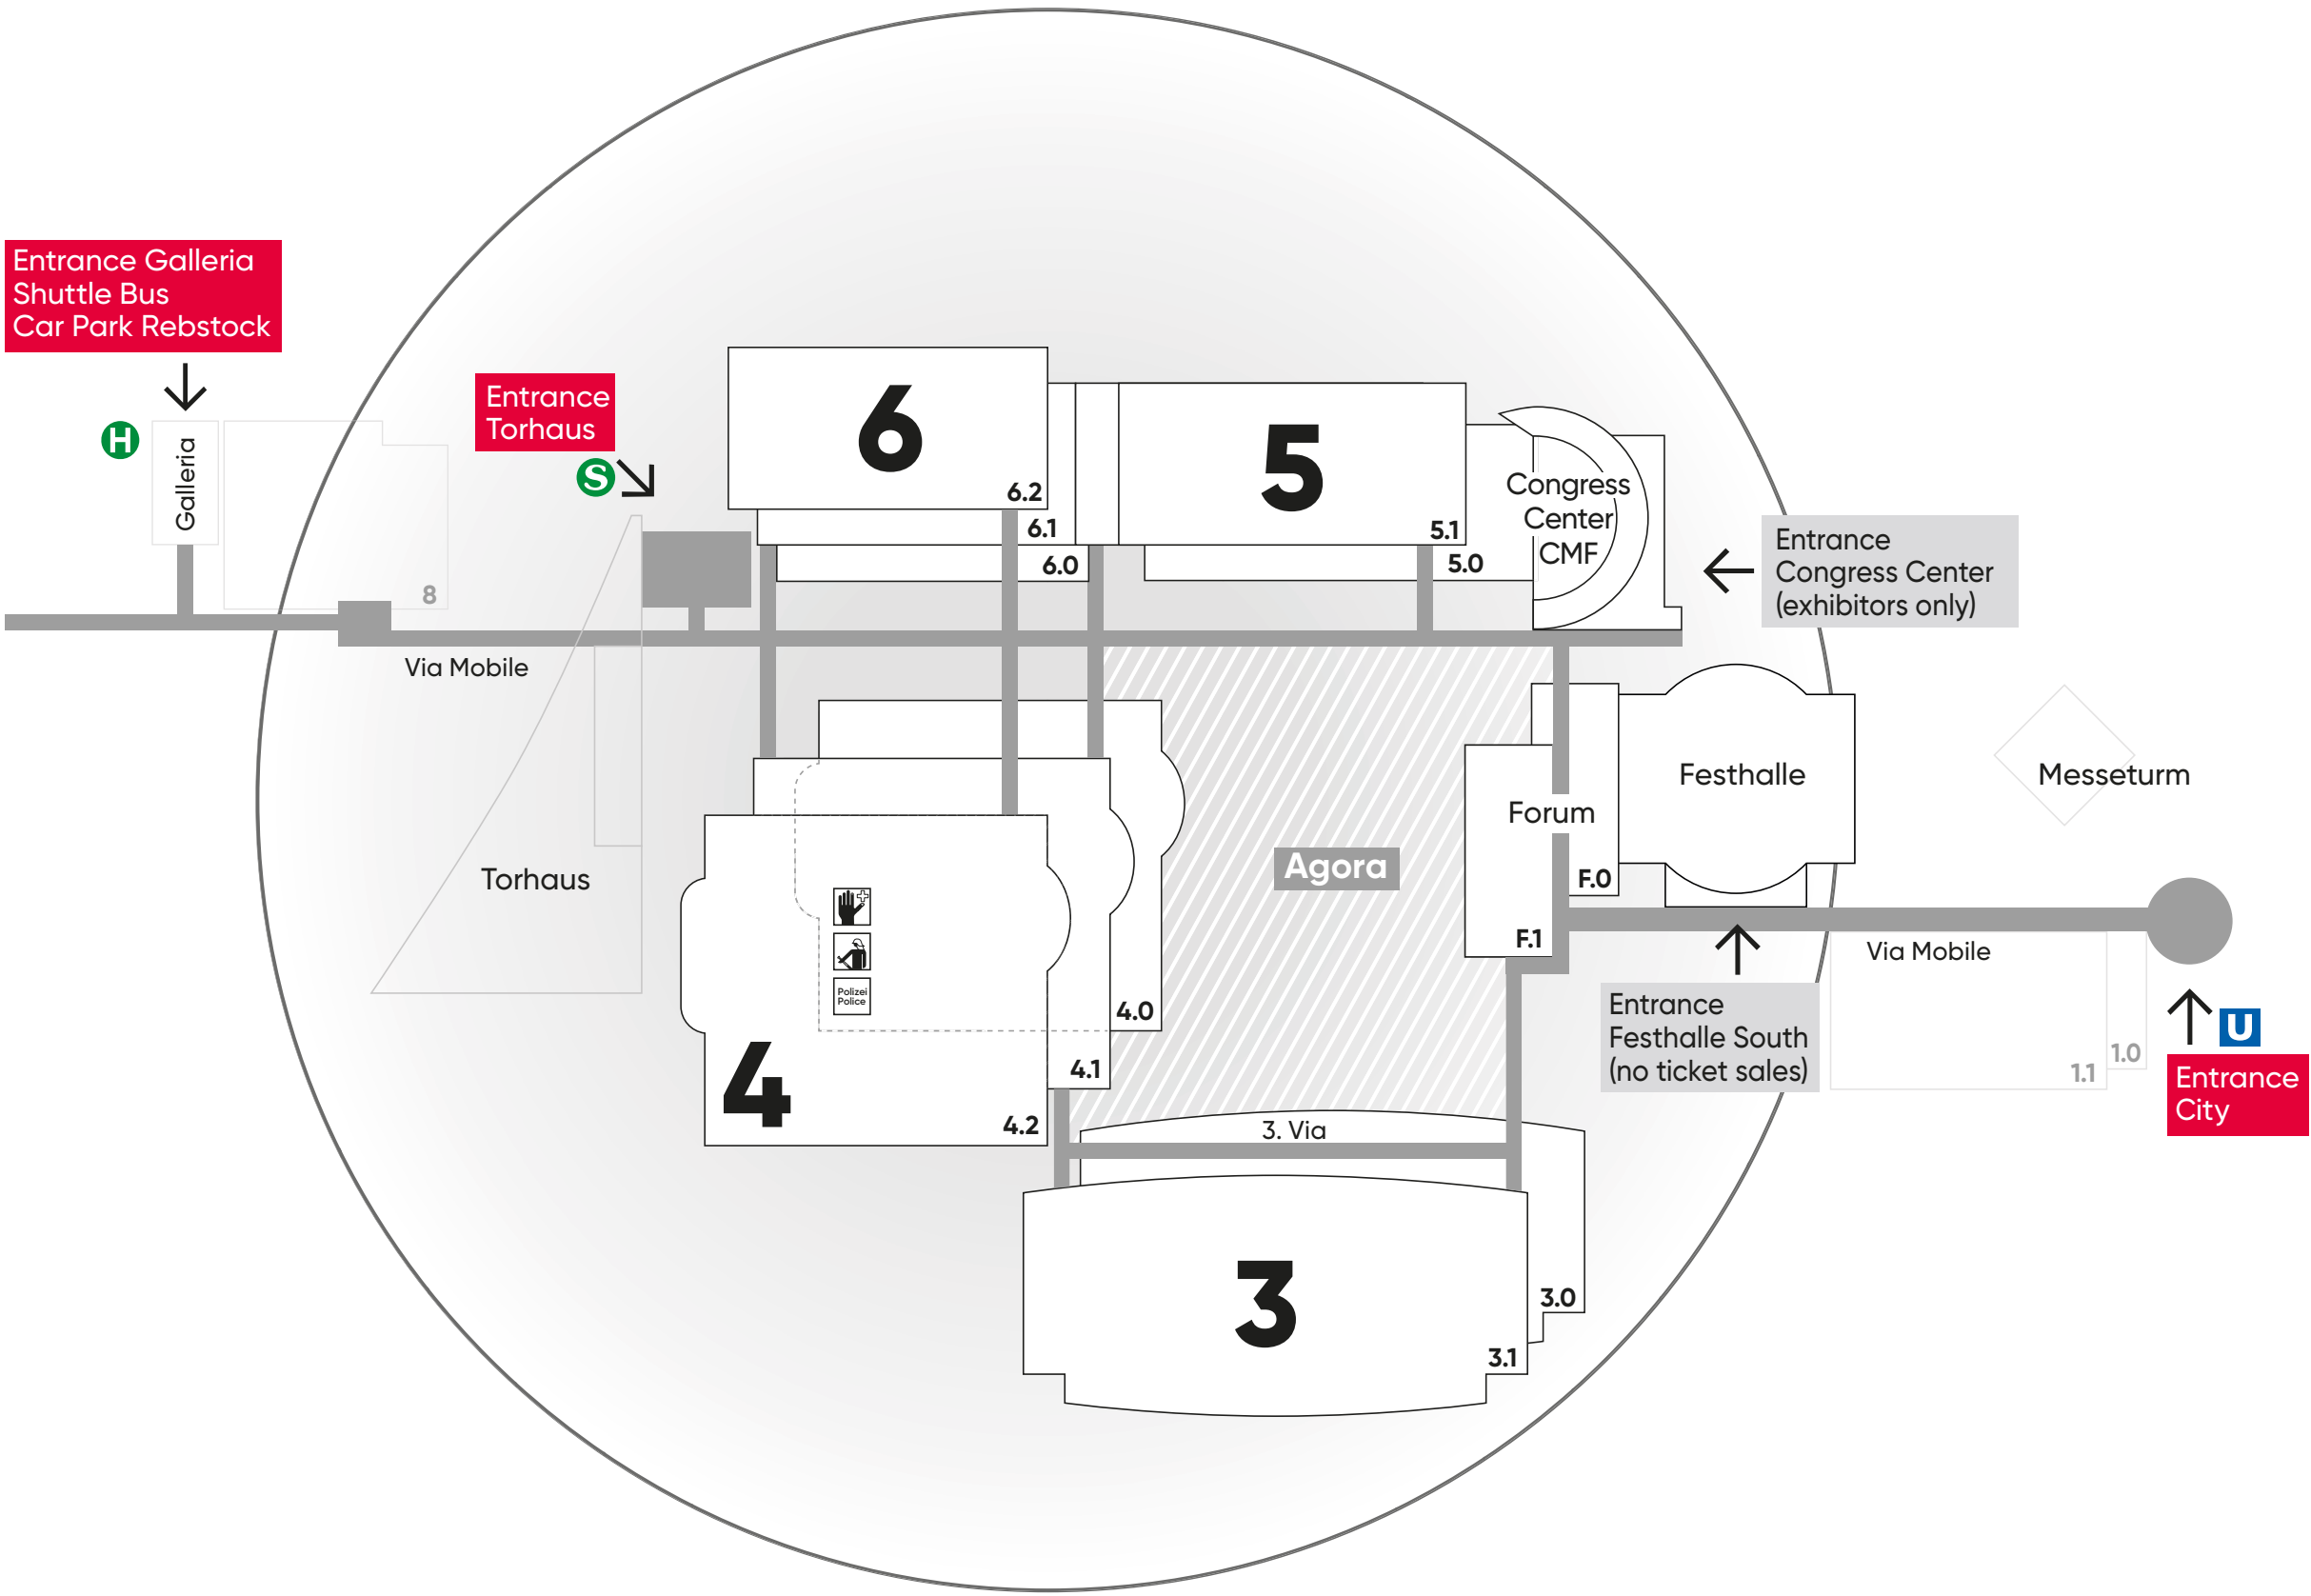 Entrance Galleria
Shuttle Bus
Car Park Rebstock
H
Galleria
8
Via Mobile
Entrance
Torhaus
S
Torhaus
6
6.2
6.1
6.0
5
5.1
5.0
Congress
Center
CMF
Entrance
Congress Center
(exhibitors only)
Festhalle
Messeturm
Forum
F.0
F.1
Agora
Polizei
Police
4
4.0
4.1
4.2
Via Mobile
Entrance
Festhalle South
(no ticket sales)
1.1
1.0
U
Entrance
City
3. Via
3
3.0
3.1